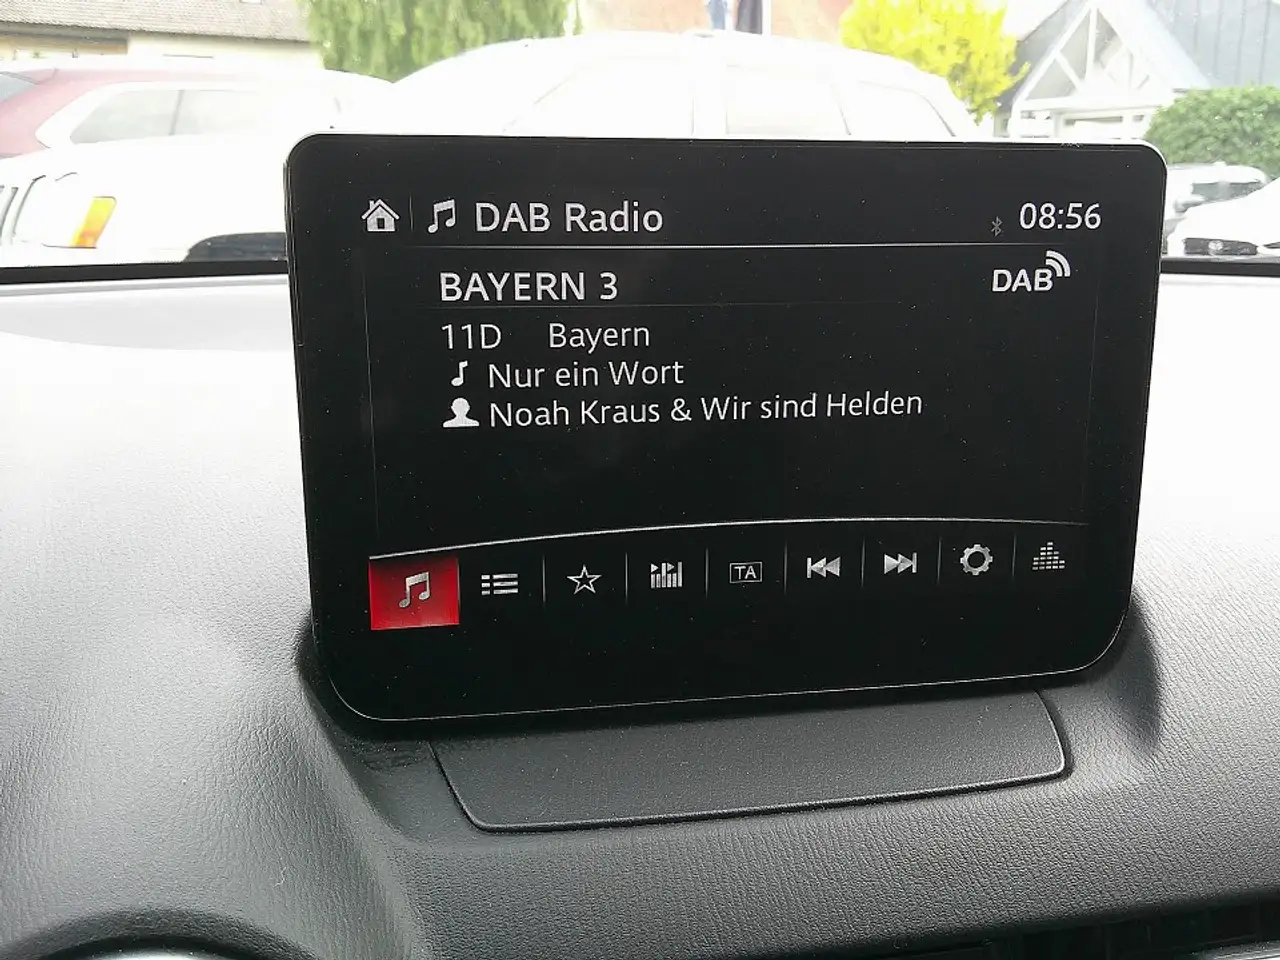 DAB Radio 08:56
BAYERN 3 DAB
11D Bayern
Nur ein Wort
Noah Kraus & Wir sind Helden
TA